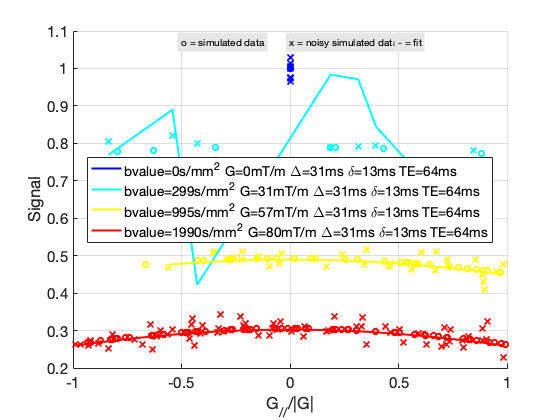 1.1
o = simulated data
x = noisy simulated data
- = fit
1
0.9
0.8
0.7
0.6
0.5
0.4
0.3
0.2
Signal
bvalue=0s/mm² G=0mT/m Δ=31ms δ=13ms TE=64ms
bvalue=299s/mm² G=31mT/m Δ=31ms δ=13ms TE=64ms
bvalue=995s/mm² G=57mT/m Δ=31ms δ=13ms TE=64ms
bvalue=1990s/mm² G=80mT/m Δ=31ms δ=13ms TE=64ms
-1 -0.5 0 0.5 1
G_{//}/|G|